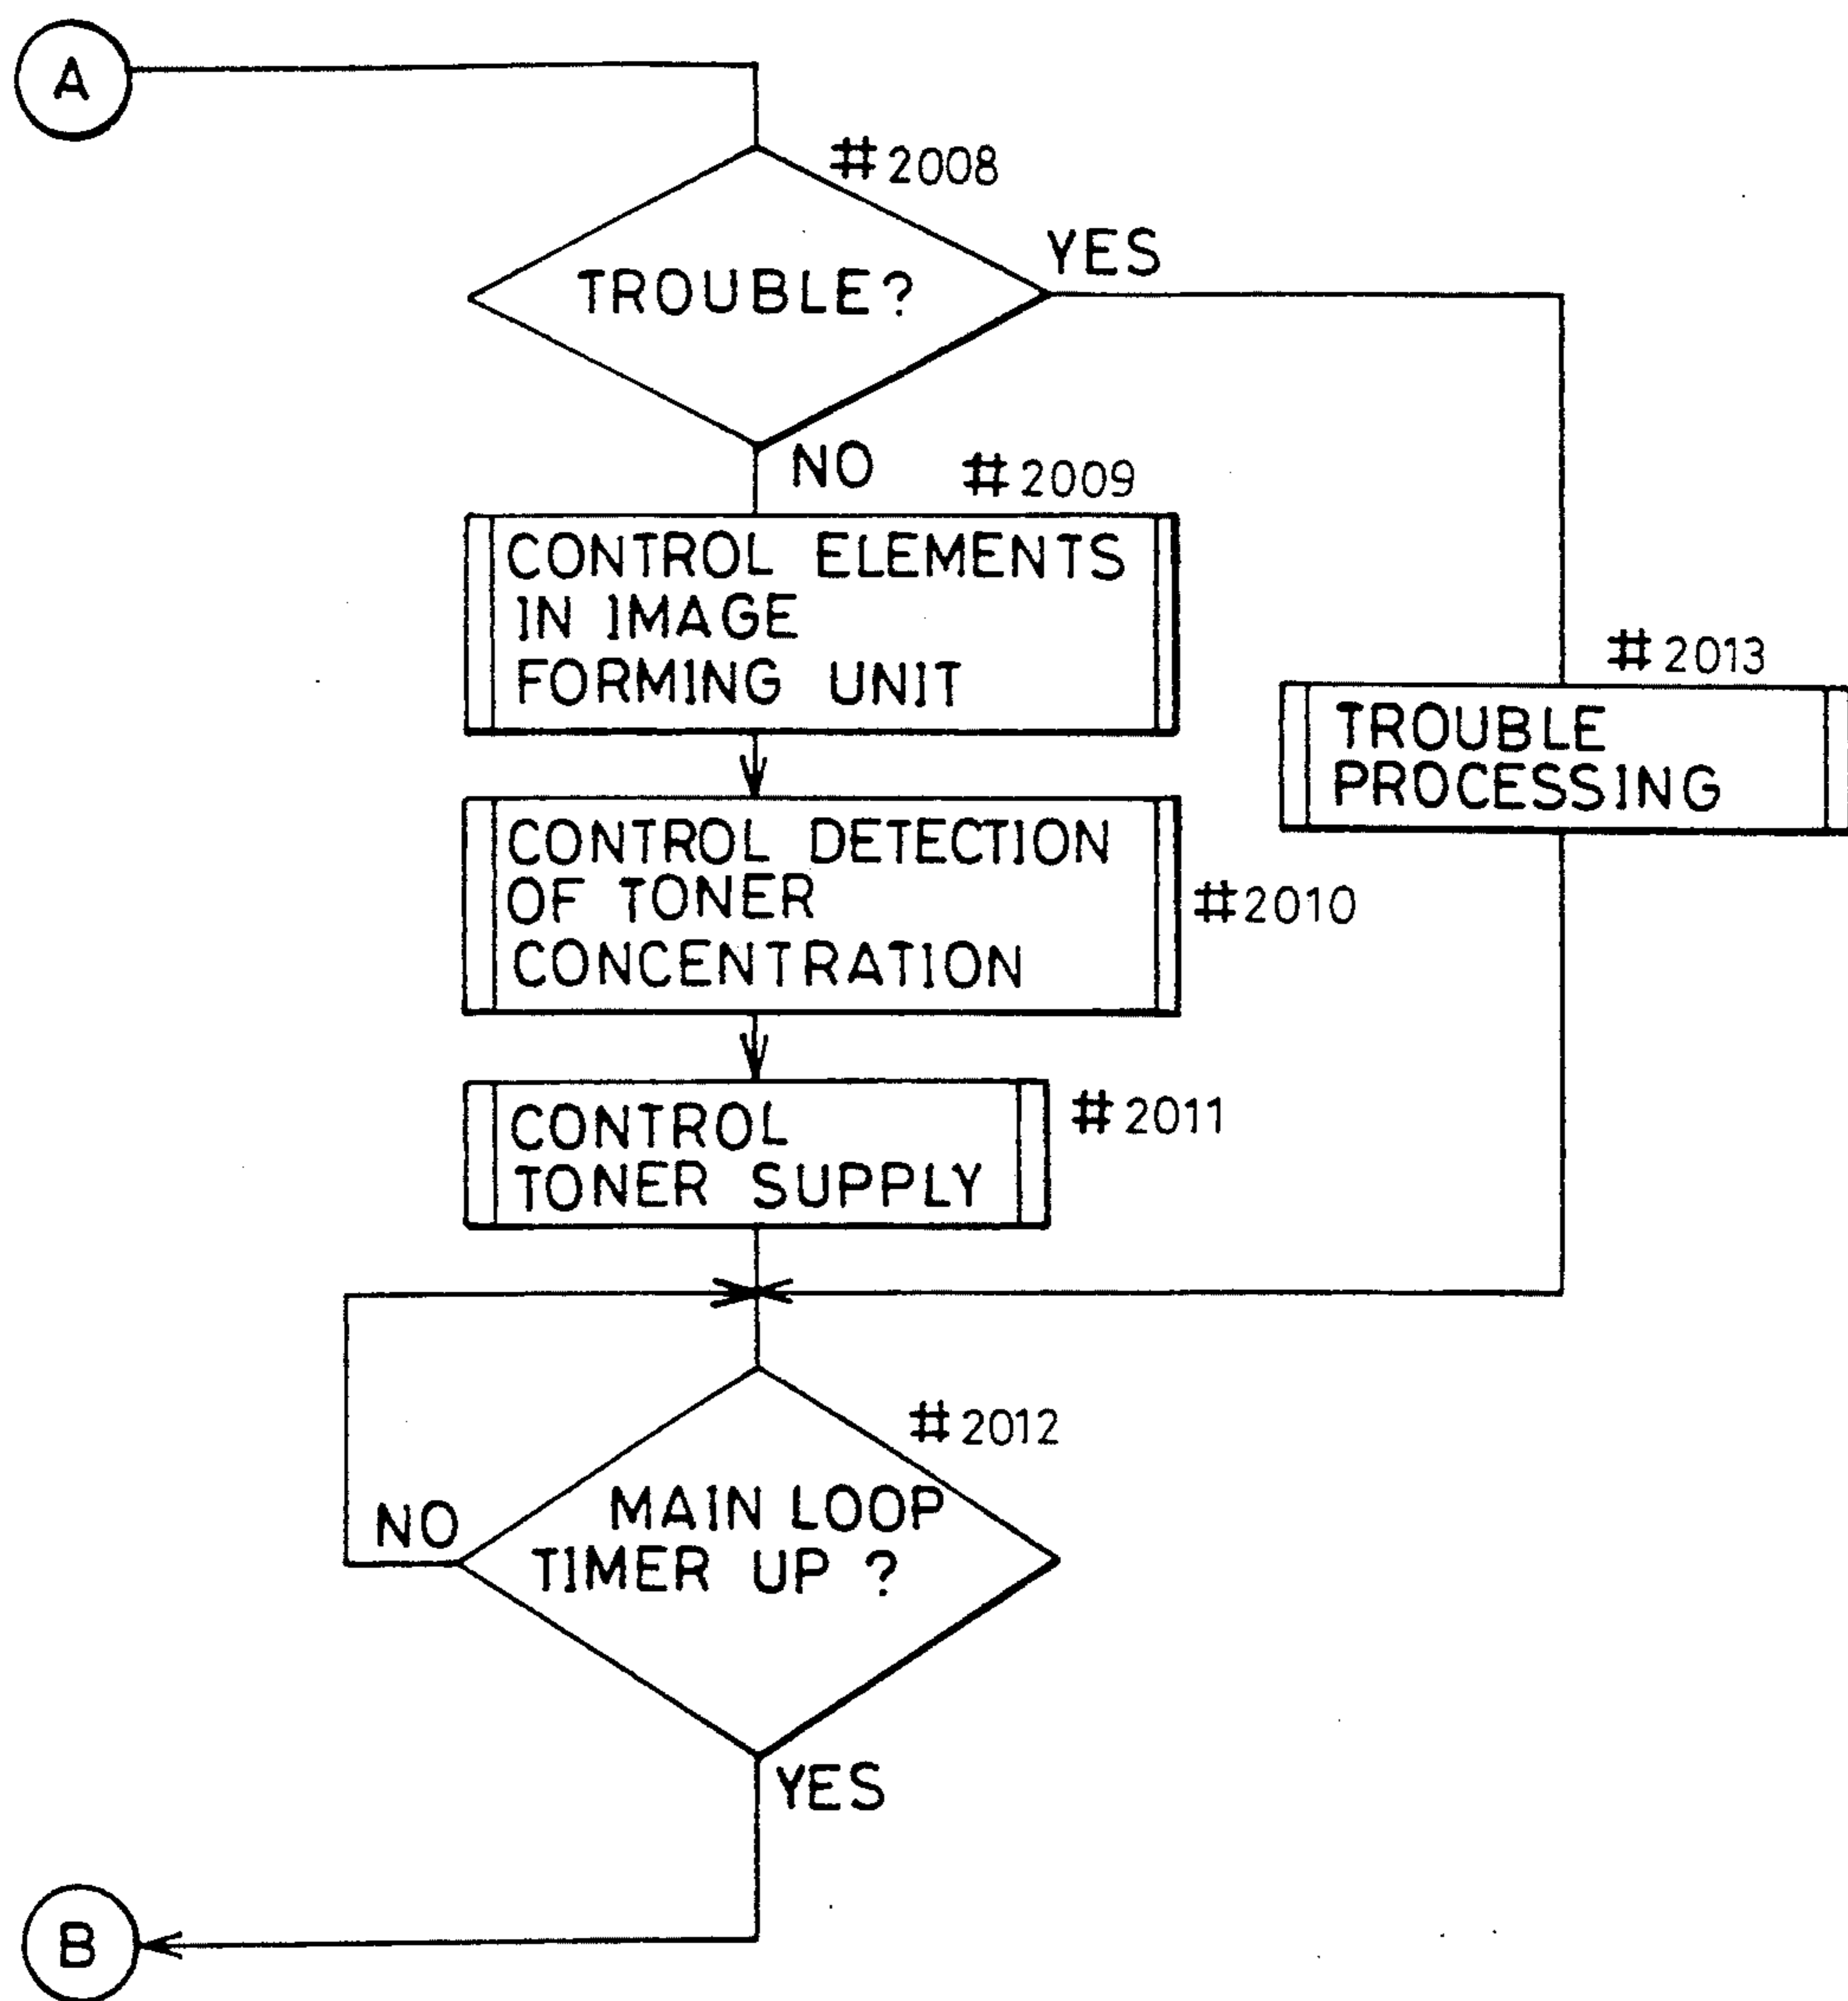 A
#2008
TROUBLE?
YES
NO
#2009
CONTROL ELEMENTS
IN IMAGE
FORMING UNIT
#2013
TROUBLE
PROCESSING
CONTROL DETECTION
OF TONER
CONCENTRATION
#2010
CONTROL
TONER SUPPLY
#2011
#2012
MAIN LOOP
TIMER UP ?
NO
YES
B